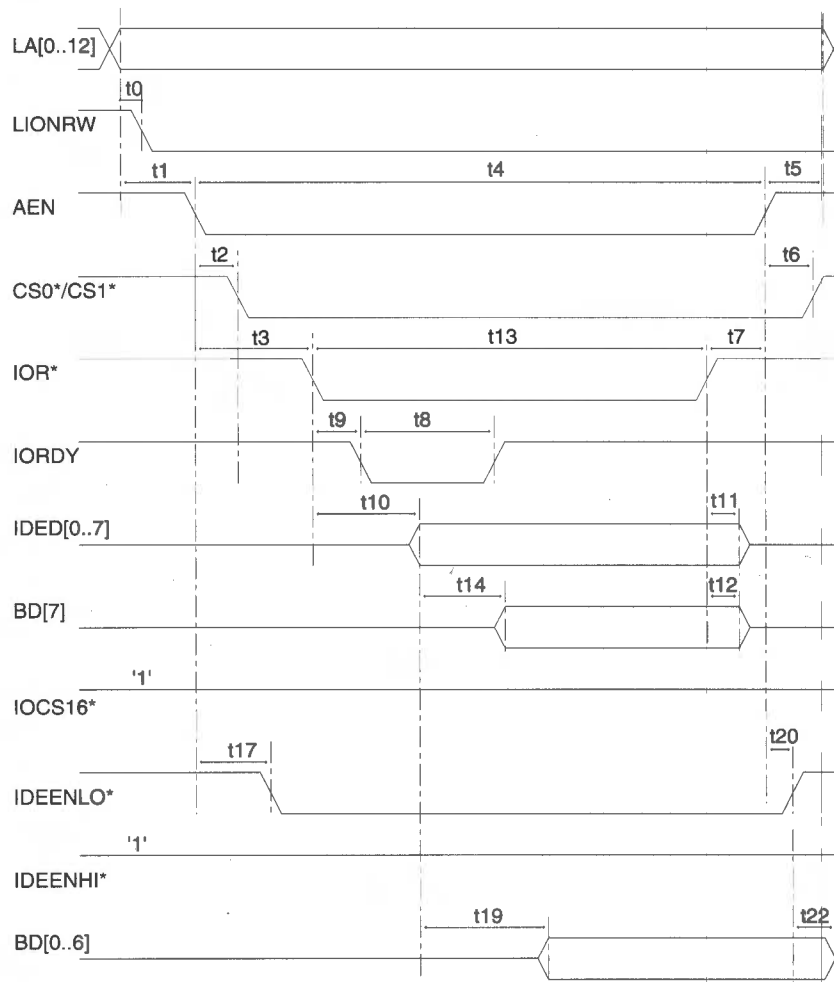 LA[0..12]
t0
LIONRW
t1 t4 t5
AEN
t2 t6
CS0*/CS1*
t3 t13 t7
IOR*
t9 t8
IORDY
t10 t11
IDED[0..7]
t14 t12
BD[7]
'1'
IOCS16*
t17 t20
IDEENLO*
'1'
IDEENHI*
t19 t22
BD[0..6]